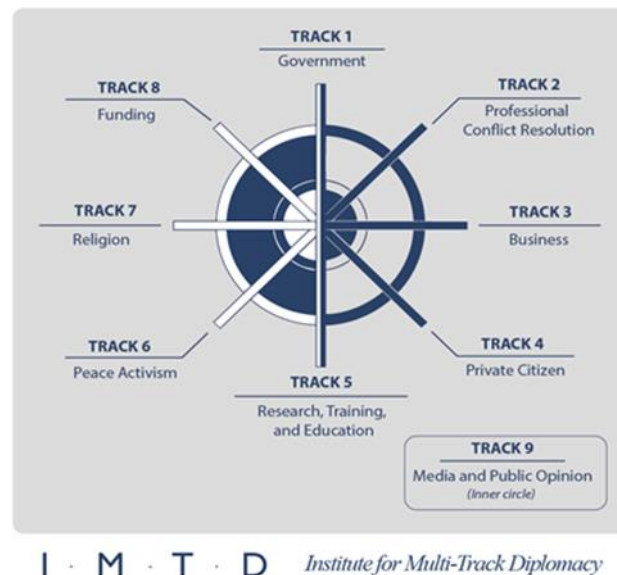 TRACK 1
Government
TRACK 8
Funding
TRACK 2
Professional
Conflict Resolution
TRACK 7
Religion
TRACK 3
Business
TRACK 6
Peace Activism
TRACK 4
Private Citizen
TRACK 5
Research, Training,
and Education
TRACK 9
Media and Public Opinion
(Inner circle)
I · M · T · D Institute for Multi-Track Diplomacy